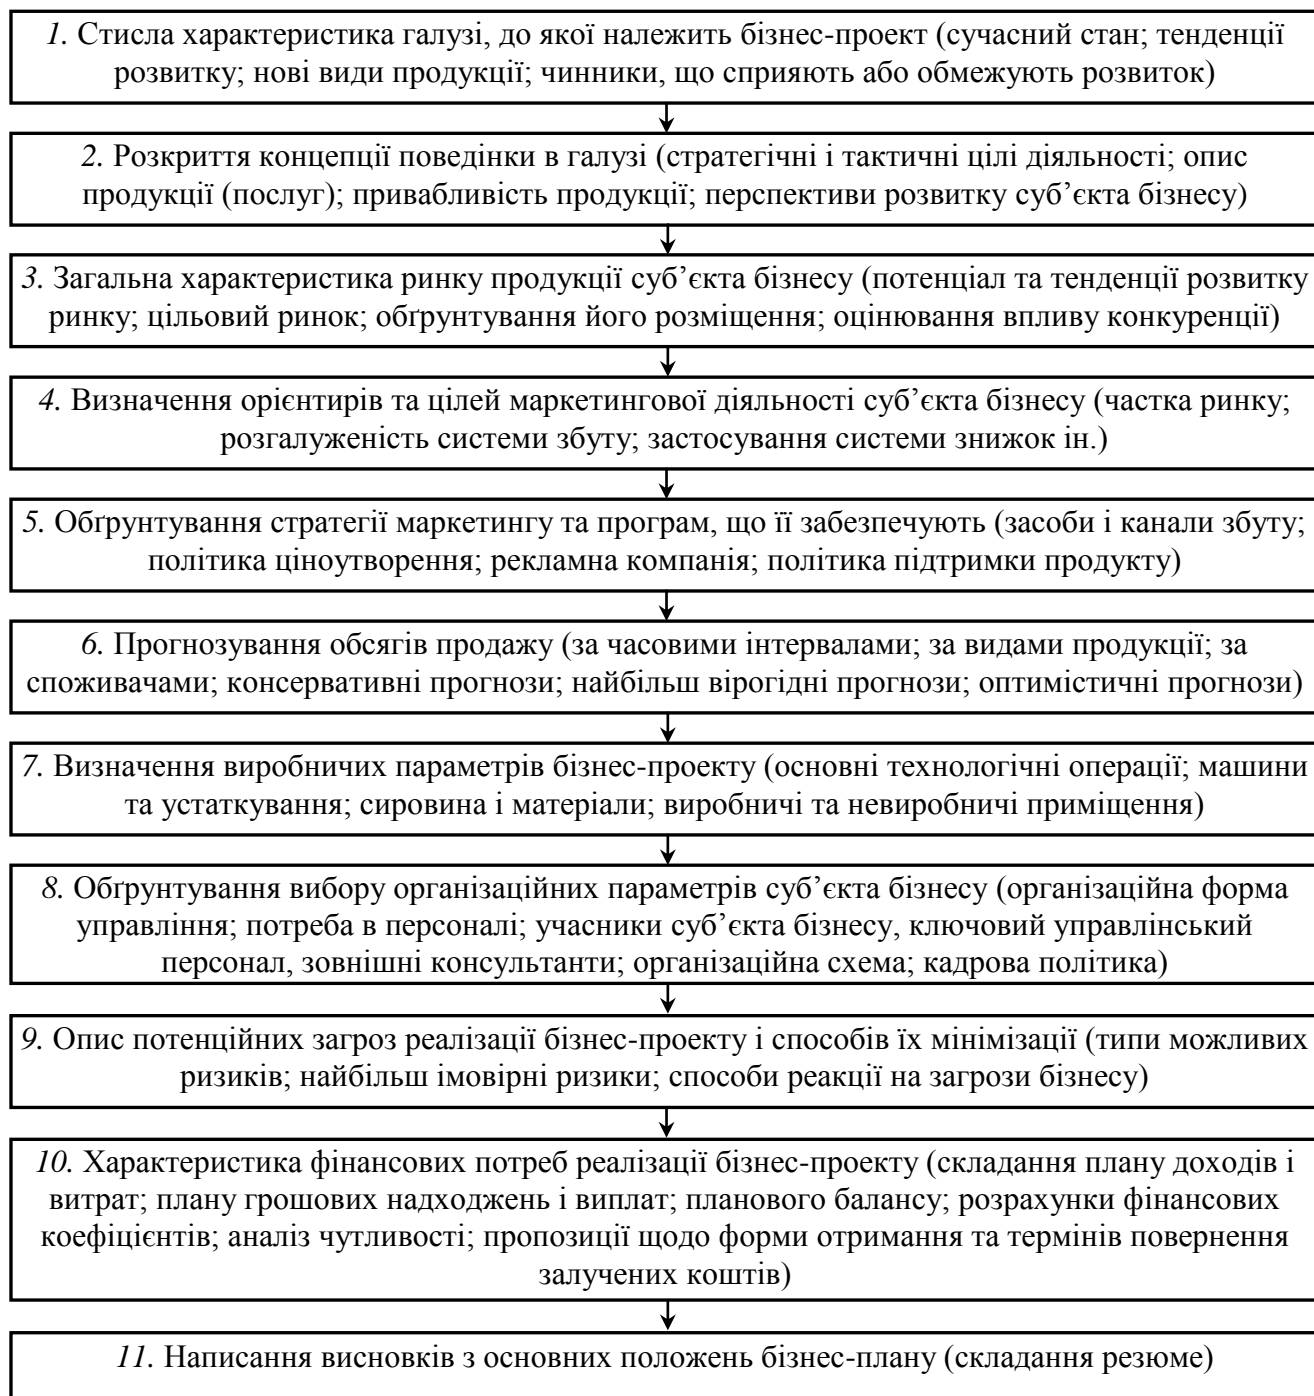 1. Стисла характеристика галузі, до якої належить бізнес-проект (сучасний стан; тенденції
розвитку; нові види продукції; чинники, що сприяють або обмежують розвиток)
2. Розкриття концепції поведінки в галузі (стратегічні і тактичні цілі діяльності; опис
продукції (послуг); привабливість продукції; перспективи розвитку суб’єкта бізнесу)
3. Загальна характеристика ринку продукції суб’єкта бізнесу (потенціал та тенденції розвитку
ринку; цільовий ринок; обґрунтування його розміщення; оцінювання впливу конкуренції)
4. Визначення орієнтирів та цілей маркетингової діяльності суб’єкта бізнесу (частка ринку;
розгалуженість системи збуту; застосування системи знижок ін.)
5. Обґрунтування стратегії маркетингу та програм, що її забезпечують (засоби і канали збуту;
політика ціноутворення; рекламна компанія; політика підтримки продукту)
6. Прогнозування обсягів продажу (за часовими інтервалами; за видами продукції; за
споживачами; консервативні прогнози; найбільш вірогідні прогнози; оптимістичні прогнози)
7. Визначення виробничих параметрів бізнес-проекту (основні технологічні операції; машини
та устаткування; сировина і матеріали; виробничі та невиробничі приміщення)
8. Обґрунтування вибору організаційних параметрів суб’єкта бізнесу (організаційна форма
управління; потреба в персоналі; учасники суб’єкта бізнесу, ключовий управлінський
персонал, зовнішні консультанти; організаційна схема; кадрова політика)
9. Опис потенційних загроз реалізації бізнес-проекту і способів їх мінімізації (типи можливих
ризиків; найбільш імовірні ризики; способи реакції на загрози бізнесу)
10. Характеристика фінансових потреб реалізації бізнес-проекту (складання плану доходів і
витрат; плану грошових надходжень і виплат; планового балансу; розрахунки фінансових
коефіцієнтів; аналіз чутливості; пропозиції щодо форми отримання та термінів повернення
залучених коштів)
11. Написання висновків з основних положень бізнес-плану (складання резюме)